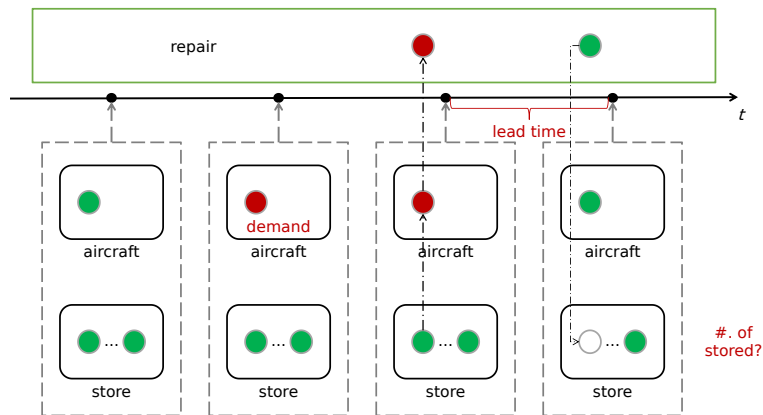 repair
t
lead time
demand
aircraft
aircraft
aircraft
aircraft
...
...
...
...
#. of
stored?
store
store
store
store